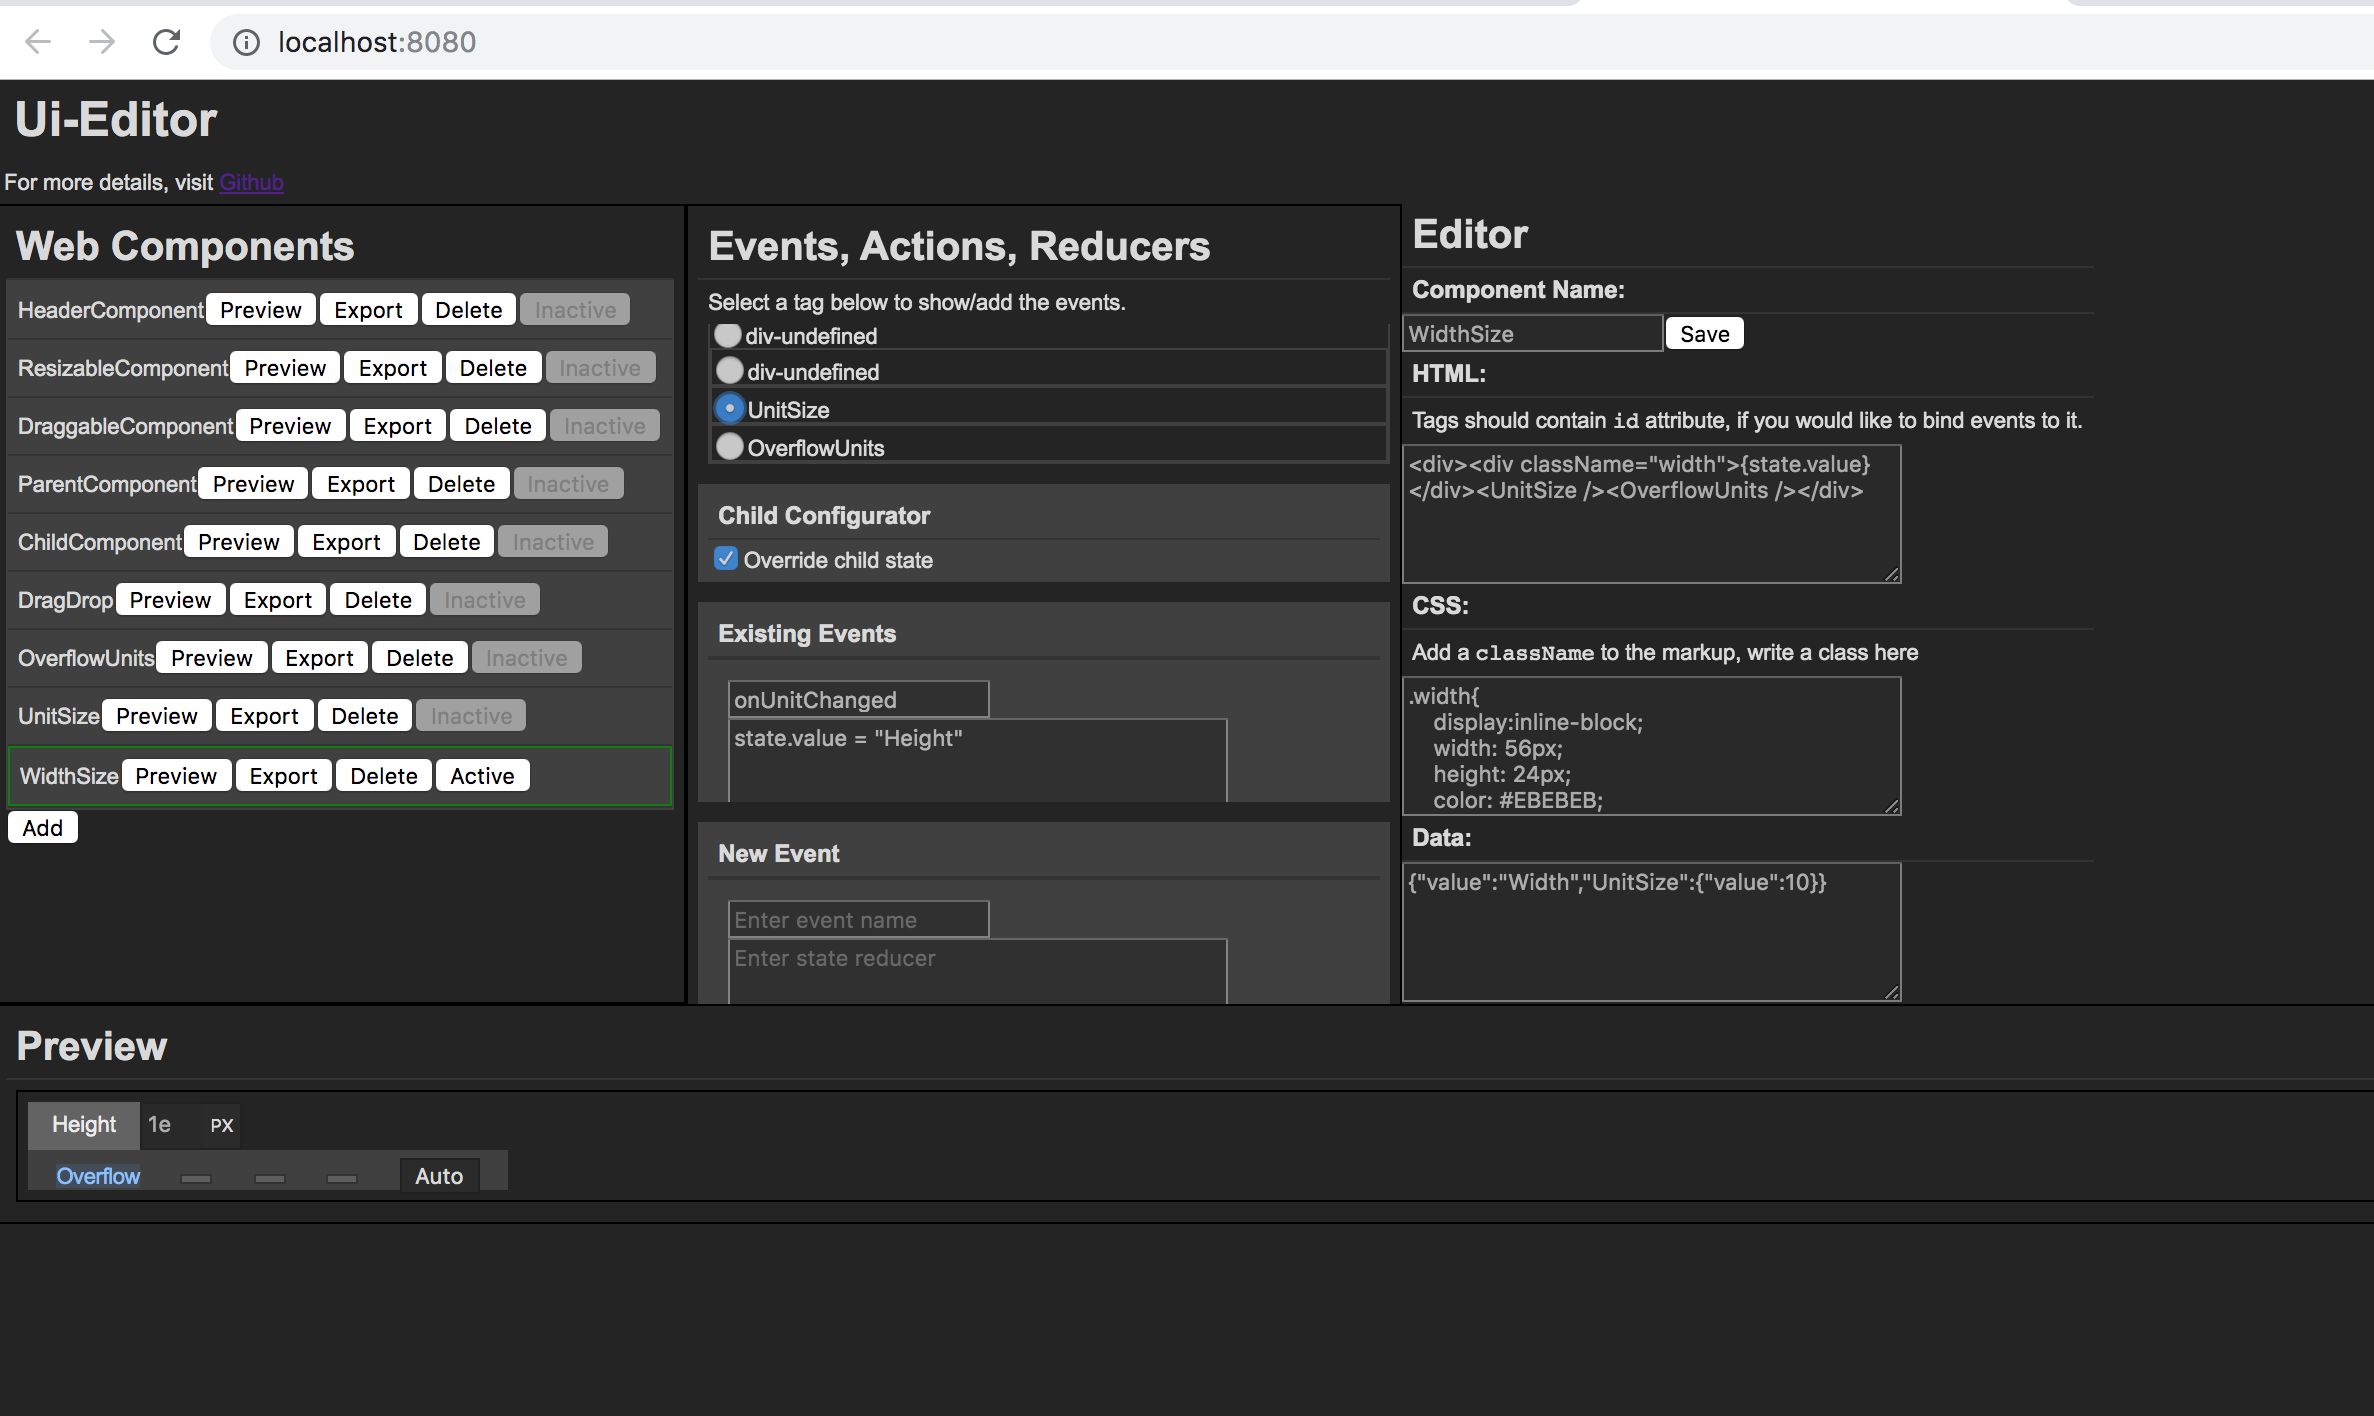 localhost:8080
Ui-Editor
For more details, visit Github
Web Components
HeaderComponent Preview Export Delete Inactive
ResizableComponent Preview Export Delete Inactive
DraggableComponent Preview Export Delete Inactive
ParentComponent Preview Export Delete Inactive
ChildComponent Preview Export Delete Inactive
DragDrop Preview Export Delete Inactive
OverflowUnits Preview Export Delete Inactive
UnitSize Preview Export Delete Inactive
WidthSize Preview Export Delete Active
Add
Events, Actions, Reducers
Select a tag below to show/add the events.
div-undefined
div-undefined
UnitSize
OverflowUnits
Child Configurator
Override child state
Existing Events
onUnitChanged
state.value = "Height"
New Event
Enter event name
Enter state reducer
Editor
Component Name:
WidthSize Save
HTML:
Tags should contain id attribute, if you would like to bind events to it.
<div><div className="width">{state.value}
</div><UnitSize /><OverflowUnits /></div>
CSS:
Add a className to the markup, write a class here
.width{
display:inline-block;
width: 56px;
height: 24px;
color: #EBEBEB;
Data:
{"value":"Width","UnitSize":{"value":10}}
Preview
Height 1e PX
Overflow Auto